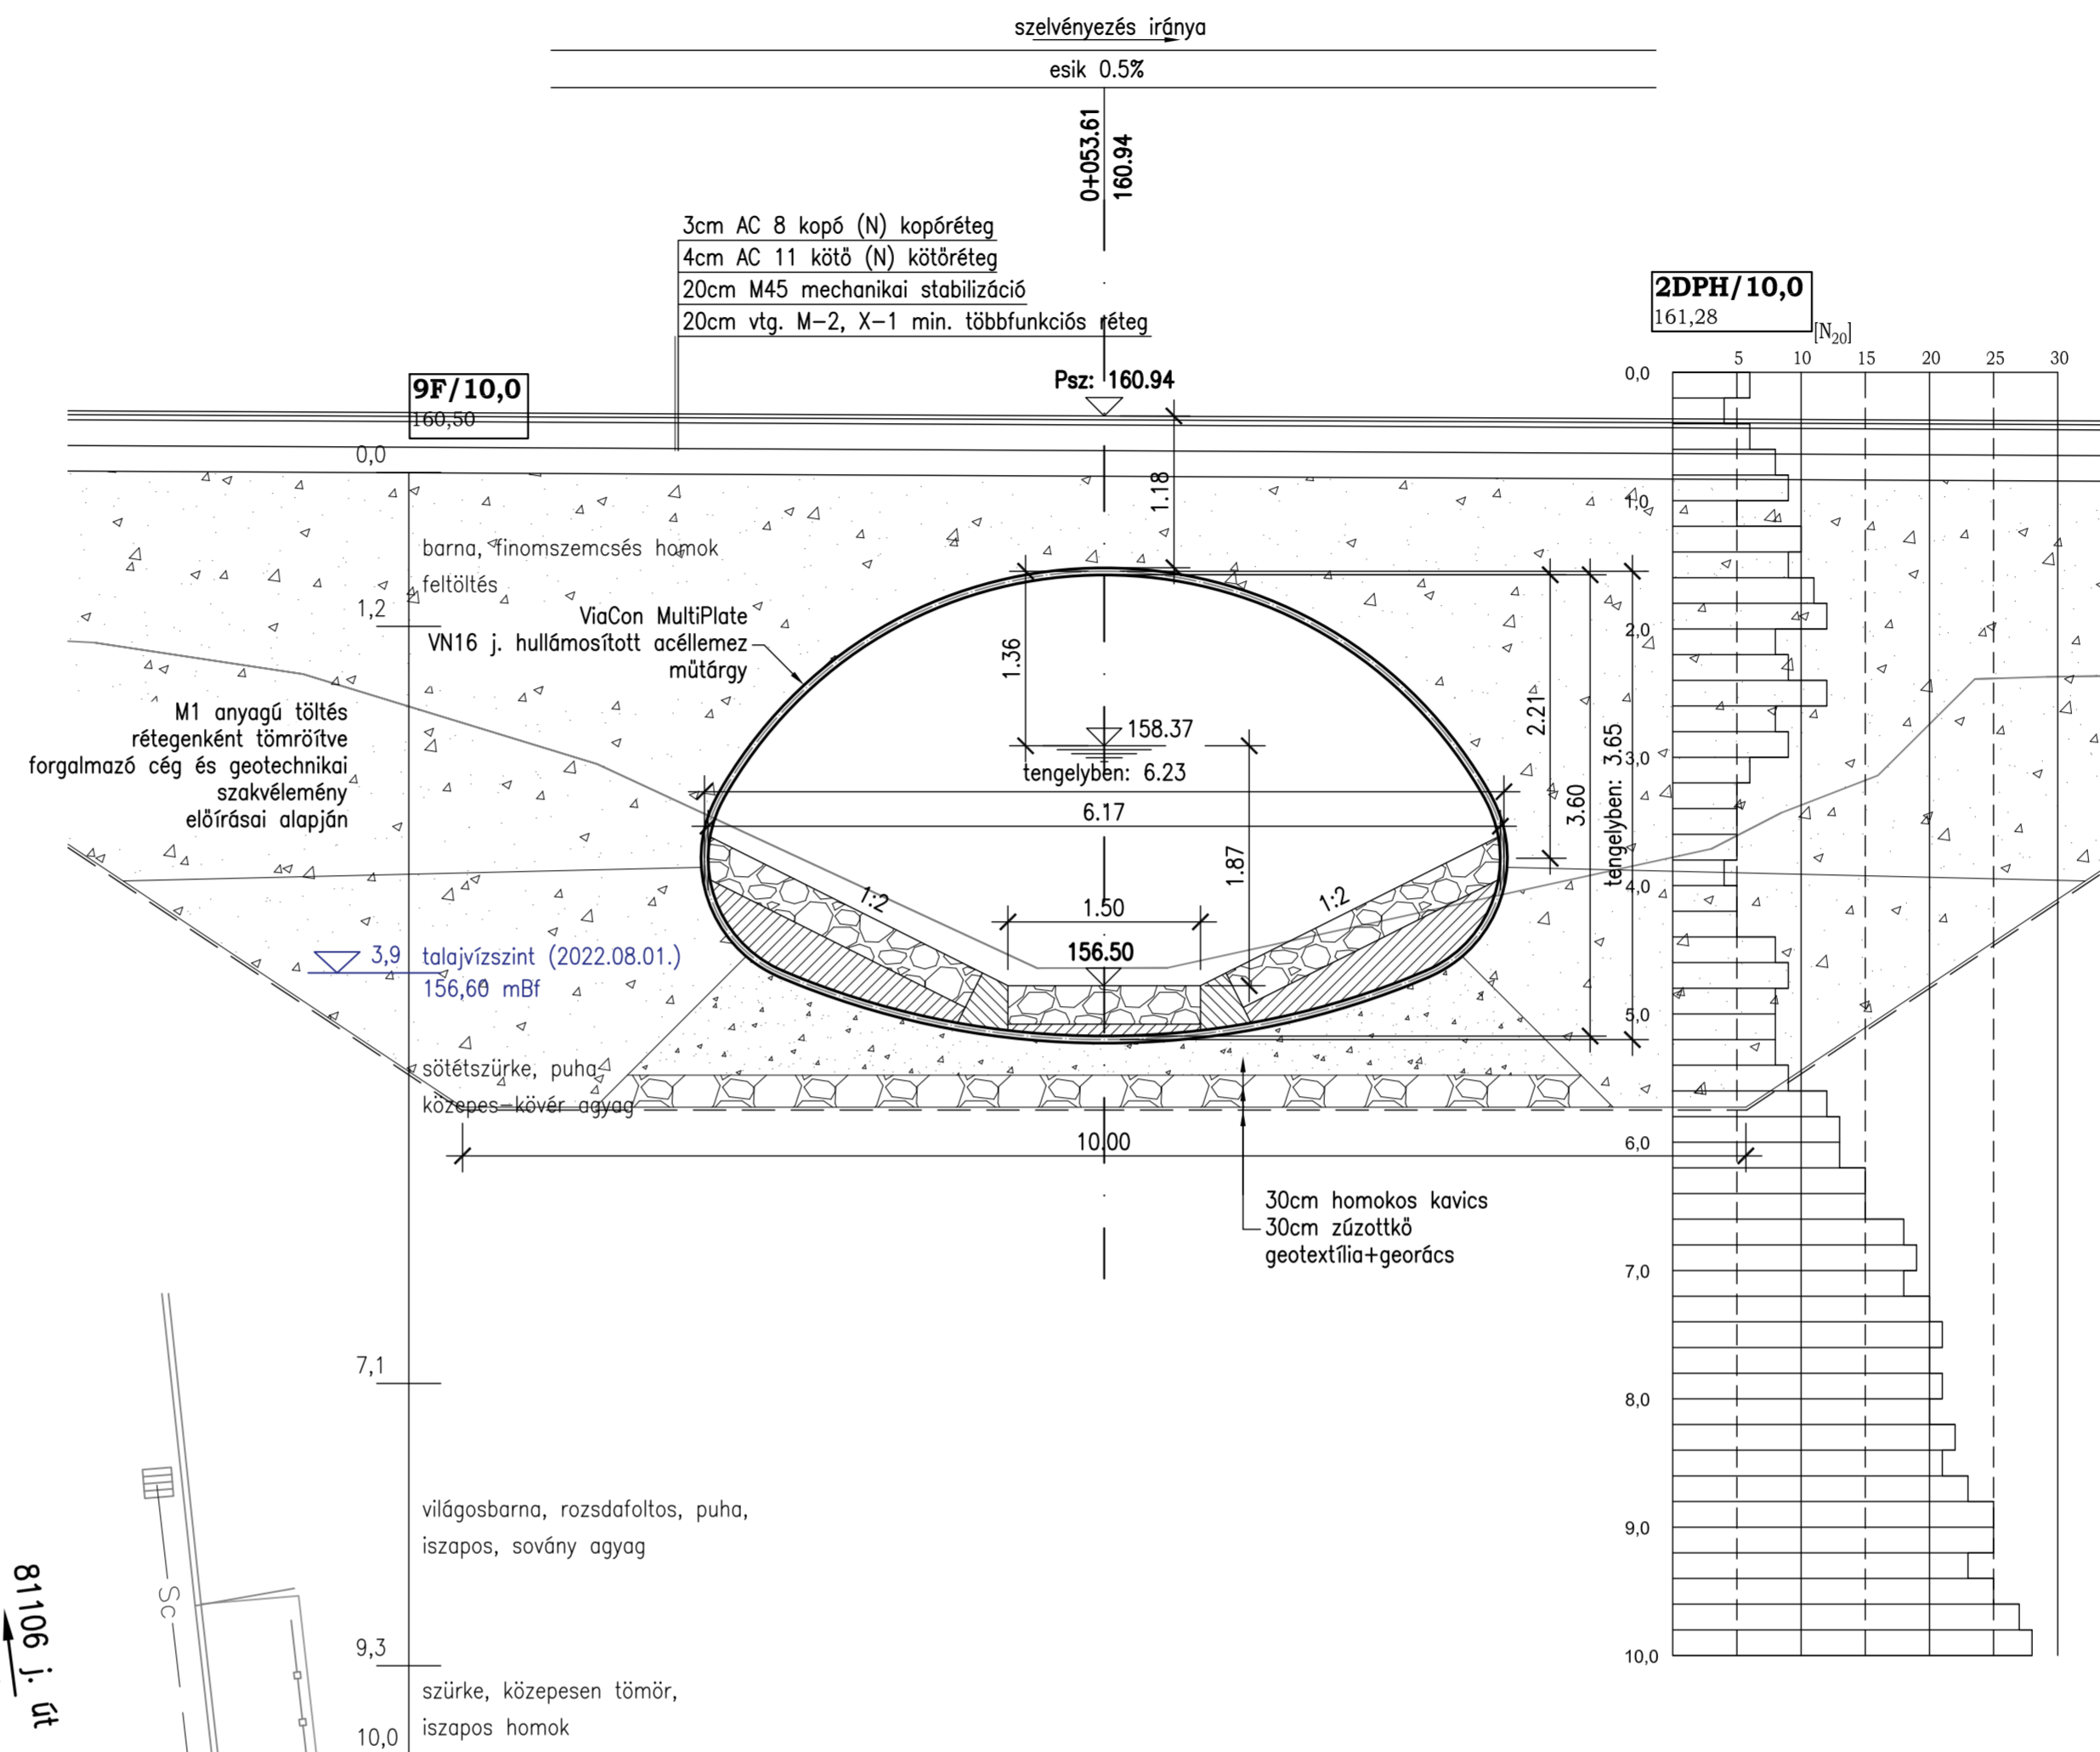 szelvényezés iránya
esik 0.5%
0+053.61
160.94
3cm AC 8 kopó (N) kopóréteg
4cm AC 11 kötő (N) kötőréteg
20cm M45 mechanikai stabilizáció
20cm vtg. M-2, X-1 min. többfunkciós réteg
2DPH/10,0
161,28
[N20]
5 10 15 20 25 30
9F/10,0
160,50
Psz: 160.94
0,0
0,0
1.18
1,0
barna, finomszemcsés homok
feltöltés
1,2
ViaCon MultiPlate
VN16 j. hullámosított acéllemez
műtárgy
1.36
2,0
M1 anyagú töltés
rétegenként tömröítve
forgalmazó cég és geotechnikai
szakvélemény
előírásai alapján
158.37
tengelyben: 6.23
6.17
2.21
3.60
tengelyben: 3.65
3,0
1.87
1:2
1:2
1.50
4,0
156.50
3,9
talajvízszint (2022.08.01.)
156,60 mBf
5,0
sötétszürke, puha
közepes-kövér agyag
10.00
6,0
30cm homokos kavics
30cm zúzottkő
geotextília+georács
7,0
7,1
8,0
világosbarna, rozsdafoltos, puha,
iszapos, sovány agyag
9,0
Sc
81106 j. út
9,3
10,0
szürke, közepesen tömör,
iszapos homok
10,0